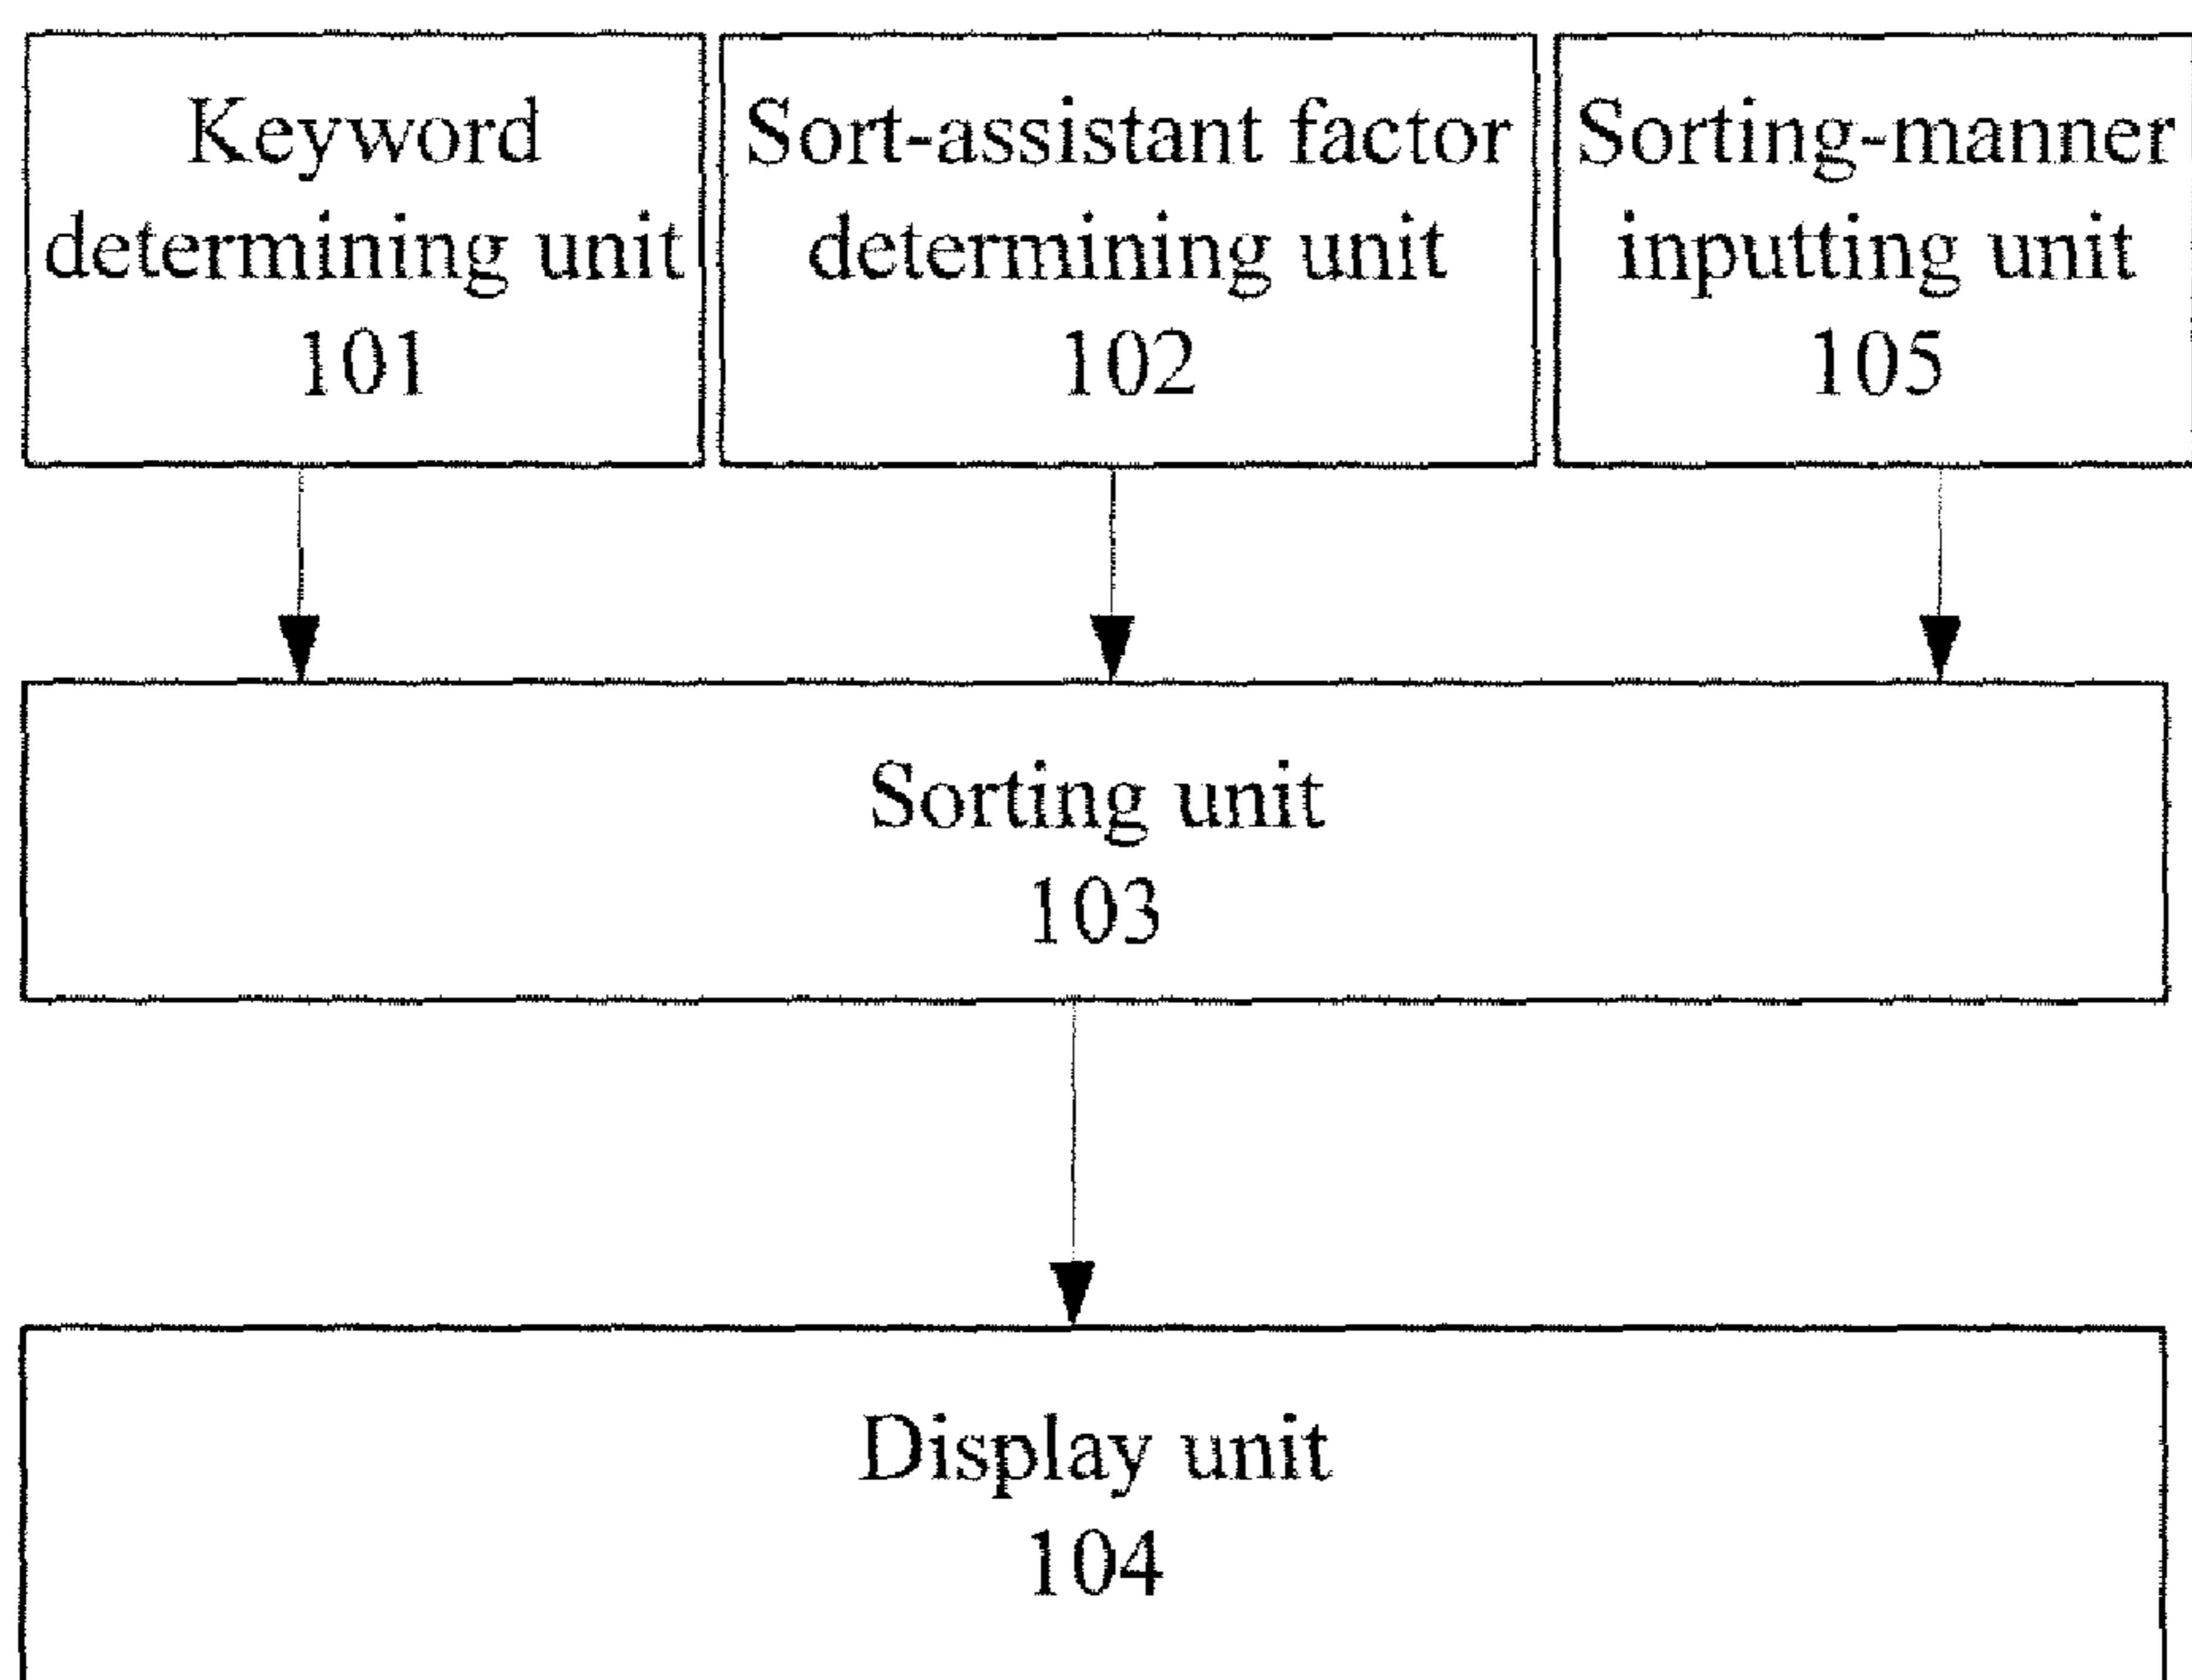 Keyword
determining unit
101
Sort-assistant factor
determining unit
102
Sorting-manner
inputting unit
105
Sorting unit
103
Display unit
104